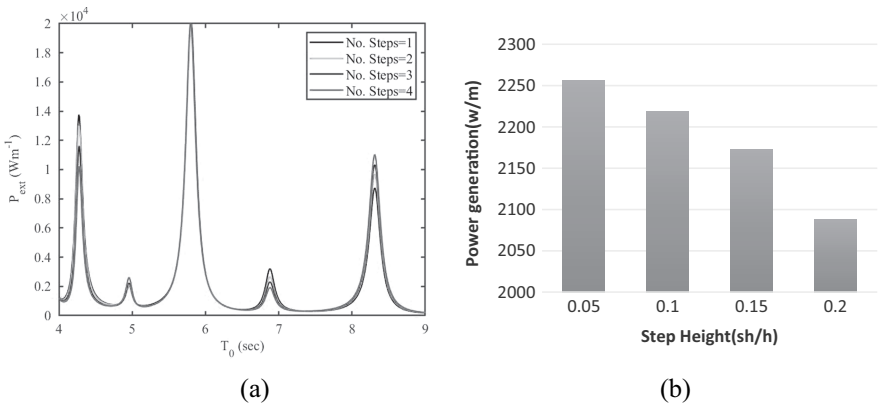 ×10⁴
2
1.8
1.6
1.4
1.2
1
0.8
0.6
0.4
0.2
0
P_ext (Wm⁻¹)
No. Steps=1
No. Steps=2
No. Steps=3
No. Steps=4
4 5 6 7 8 9
T_0 (sec)
(a)
2300
2250
2200
2150
2100
2050
2000
Power generation(w/m)
0.05 0.1 0.15 0.2
Step Height(sh/h)
(b)